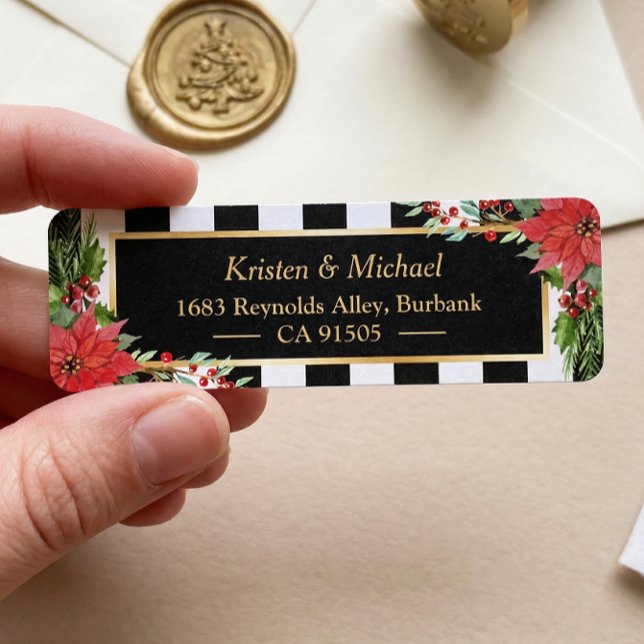 Kristen & Michael
1683 Reynolds Alley, Burbank
CA 91505